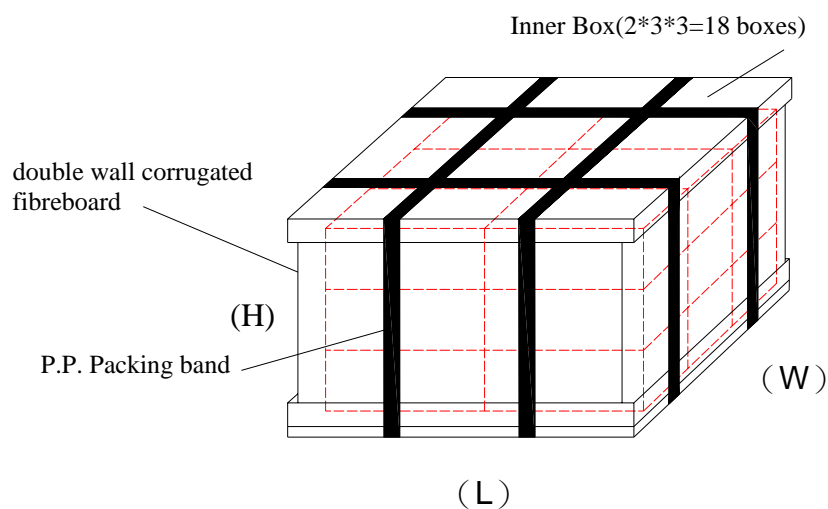 Inner Box(2*3*3=18 boxes)
double wall corrugated
fibreboard
(H)
P.P. Packing band
（W）
（L）